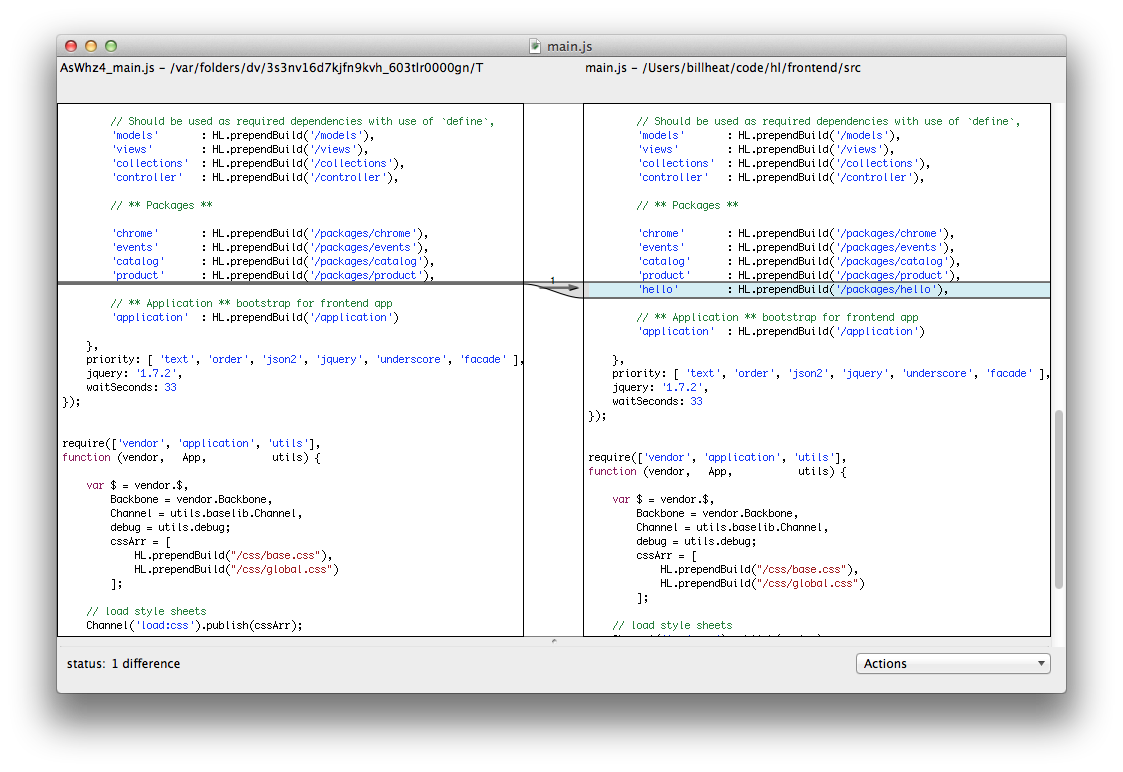 main.js
AsWhz4_main.js – /var/folders/dv/3s3nv16d7kjfn9kvh_603tlr0000gn/T
main.js – /Users/billheat/code/hl/frontend/src
// Should be used as required dependencies with use of `define`,
'models'       : HL.prependBuild('/models'),
'views'        : HL.prependBuild('/views'),
'collections'  : HL.prependBuild('/collections'),
'controller'   : HL.prependBuild('/controller'),
// ** Packages **
'chrome'       : HL.prependBuild('/packages/chrome'),
'events'       : HL.prependBuild('/packages/events'),
'catalog'      : HL.prependBuild('/packages/catalog'),
'product'      : HL.prependBuild('/packages/product'),
// ** Application ** bootstrap for frontend app
'application'  : HL.prependBuild('/application')
},
priority: [ 'text', 'order', 'json2', 'jquery', 'underscore', 'facade' ],
jquery: '1.7.2',
waitSeconds: 33
});
require(['vendor', 'application', 'utils'],
function (vendor,   App,           utils) {
var $ = vendor.$,
Backbone = vendor.Backbone,
Channel = utils.baselib.Channel,
debug = utils.debug;
cssArr = [
HL.prependBuild("/css/base.css"),
HL.prependBuild("/css/global.css")
];
// load style sheets
Channel('load:css').publish(cssArr);
1
// Should be used as required dependencies with use of `define`,
'models'       : HL.prependBuild('/models'),
'views'        : HL.prependBuild('/views'),
'collections'  : HL.prependBuild('/collections'),
'controller'   : HL.prependBuild('/controller'),
// ** Packages **
'chrome'       : HL.prependBuild('/packages/chrome'),
'events'       : HL.prependBuild('/packages/events'),
'catalog'      : HL.prependBuild('/packages/catalog'),
'product'      : HL.prependBuild('/packages/product'),
'hello'        : HL.prependBuild('/packages/hello'),
// ** Application ** bootstrap for frontend app
'application'  : HL.prependBuild('/application')
},
priority: [ 'text', 'order', 'json2', 'jquery', 'underscore', 'facade' ],
jquery: '1.7.2',
waitSeconds: 33
});
require(['vendor', 'application', 'utils'],
function (vendor,   App,           utils) {
var $ = vendor.$,
Backbone = vendor.Backbone,
Channel = utils.baselib.Channel,
debug = utils.debug;
cssArr = [
HL.prependBuild("/css/base.css"),
HL.prependBuild("/css/global.css")
];
// load style sheets
status: 1 difference
Actions